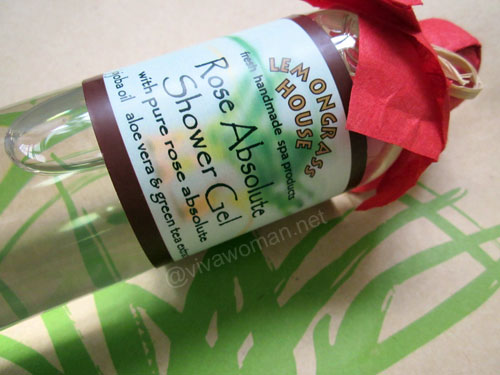 LEMONGRASS
HOUSE
fresh handmade spa products
Rose Absolute
Shower Gel
with pure rose absolute
oil aloe vera & green tea
@vivawoman.net